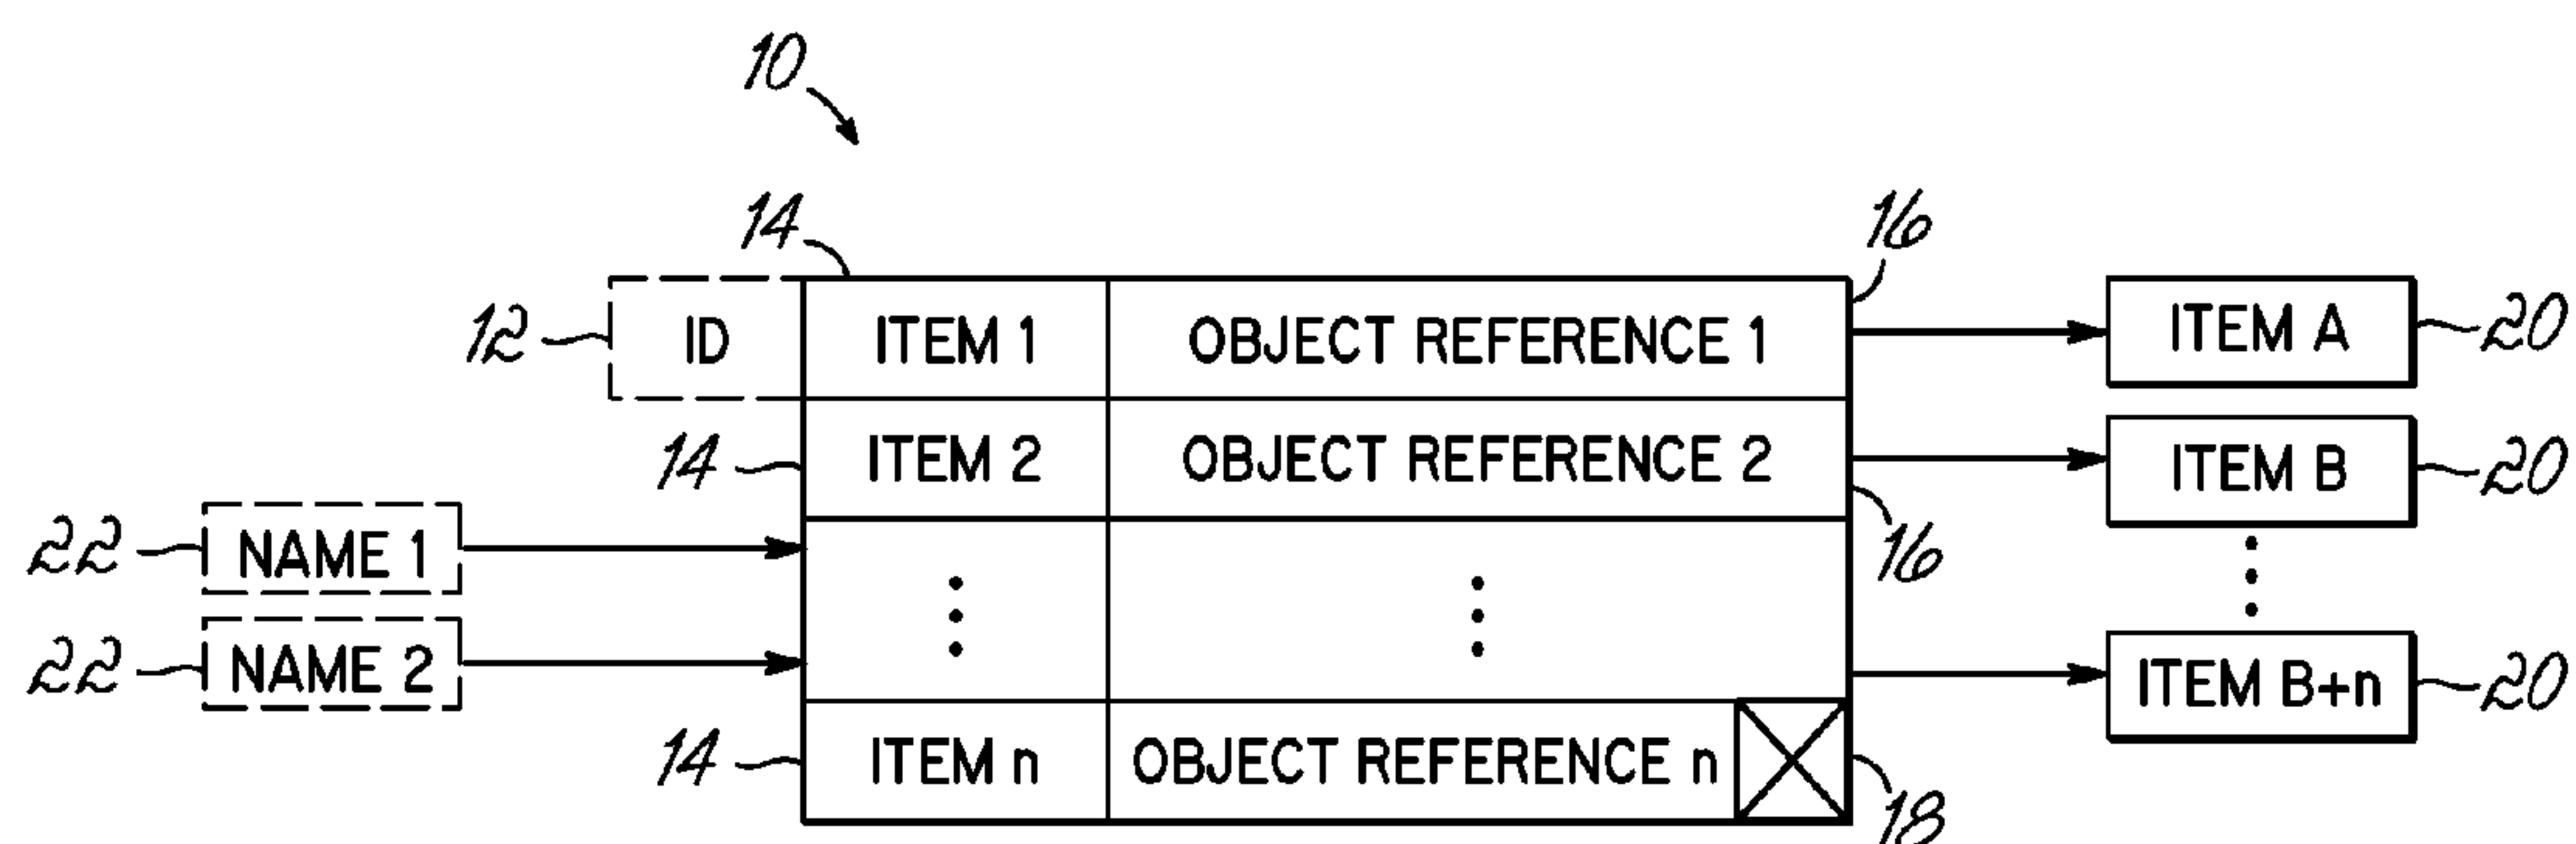 10
14 16
12 ID ITEM 1 OBJECT REFERENCE 1 ITEM A 20
14 ITEM 2 OBJECT REFERENCE 2 ITEM B 20
22 NAME 1 16
22 NAME 2 ITEM B+n 20
14 ITEM n OBJECT REFERENCE n
18